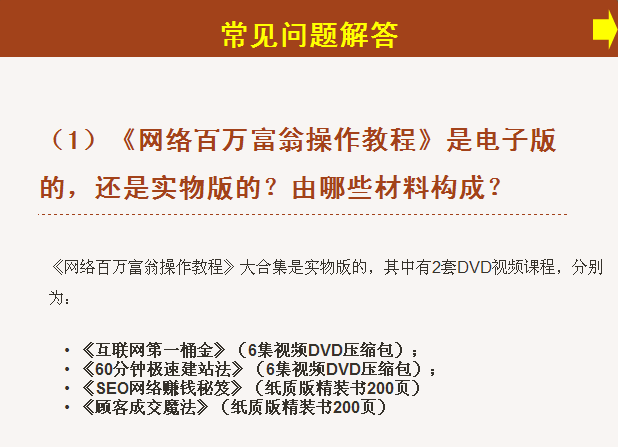 常见问题解答
（1）《网络百万富翁操作教程》是电子版
的，还是实物版的？由哪些材料构成？
《网络百万富翁操作教程》大合集是实物版的，其中有2套DVD视频课程，分别
为：
• 《互联网第一桶金》（6集视频DVD压缩包）；
• 《60分钟极速建站法》（6集视频DVD压缩包）；
• 《SEO网络赚钱秘笈》（纸质版精装书200页）
• 《顾客成交魔法》（纸质版精装书200页）